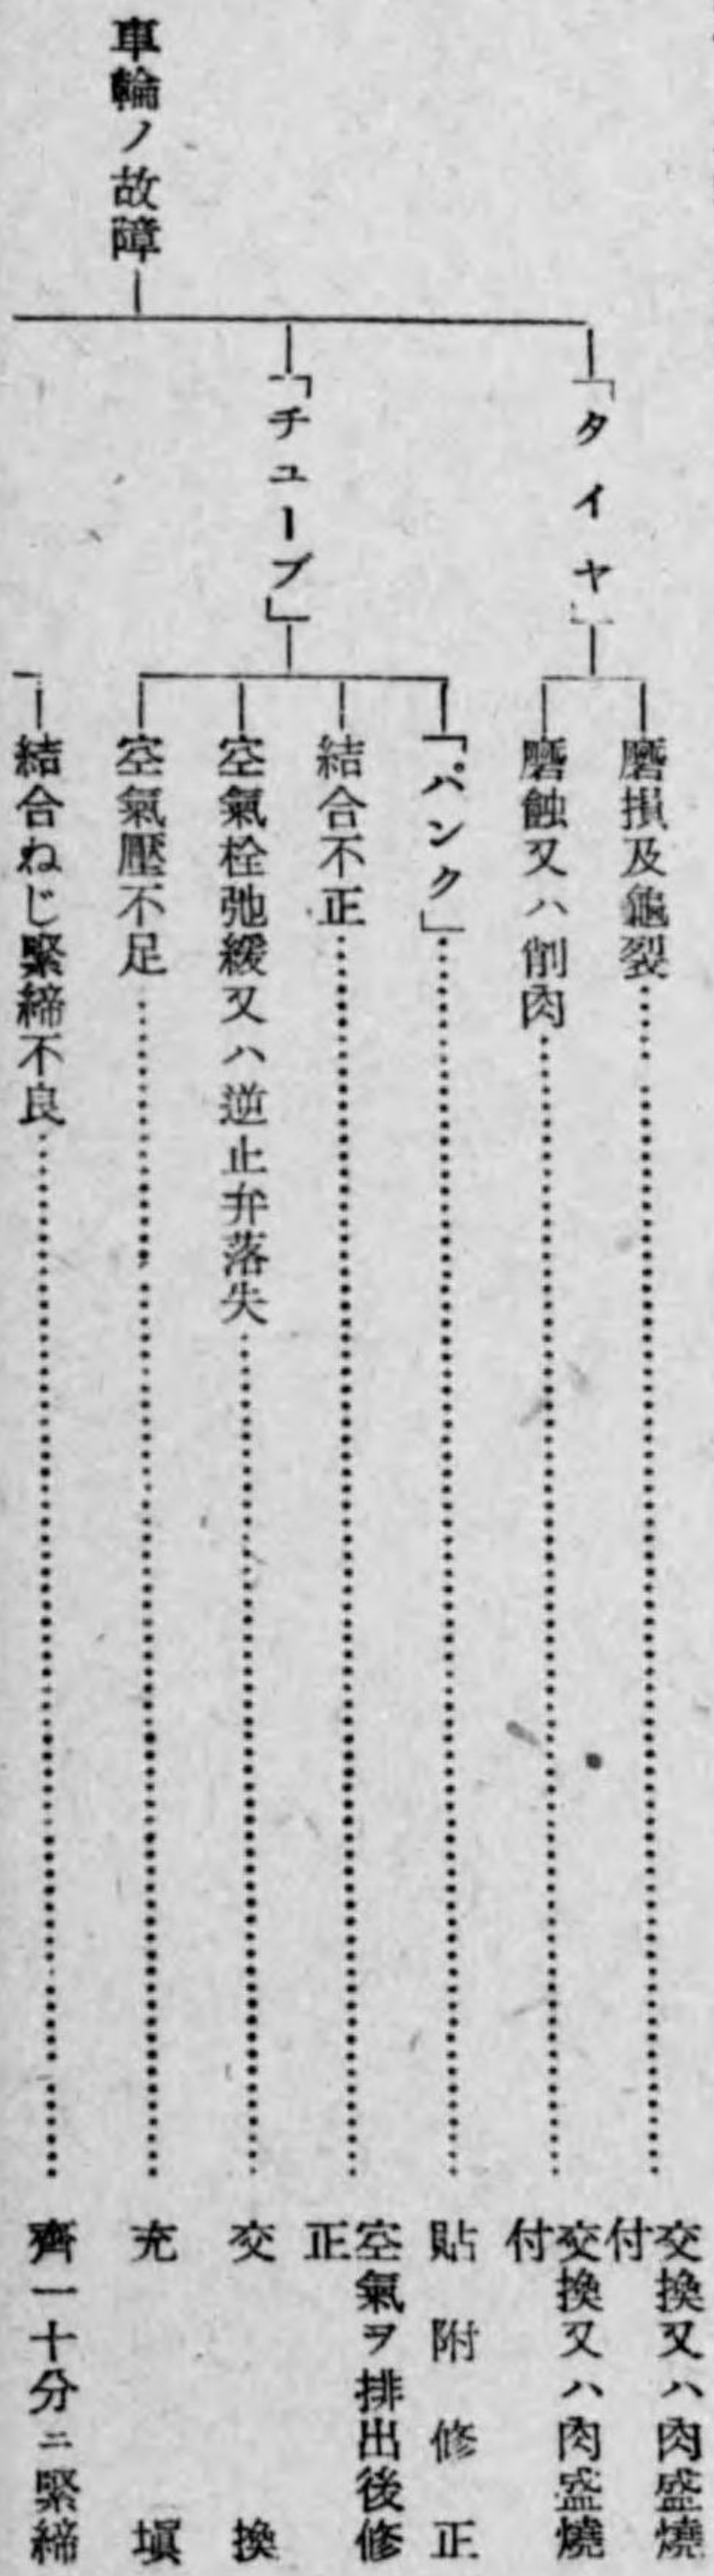 車輪ノ故障
「タイヤ」
磨損及龜裂……交換又ハ肉盛燒付
磨蝕又ハ削肉……交換又ハ肉盛燒付
「チューブ」
「パンク」……貼附修正
結合不正……空氣ヲ排出後修正
空氣栓弛緩又ハ逆止弁落失……交換
空氣壓不足……充塡
結合ねじ緊締不良……齊一十分ニ緊締